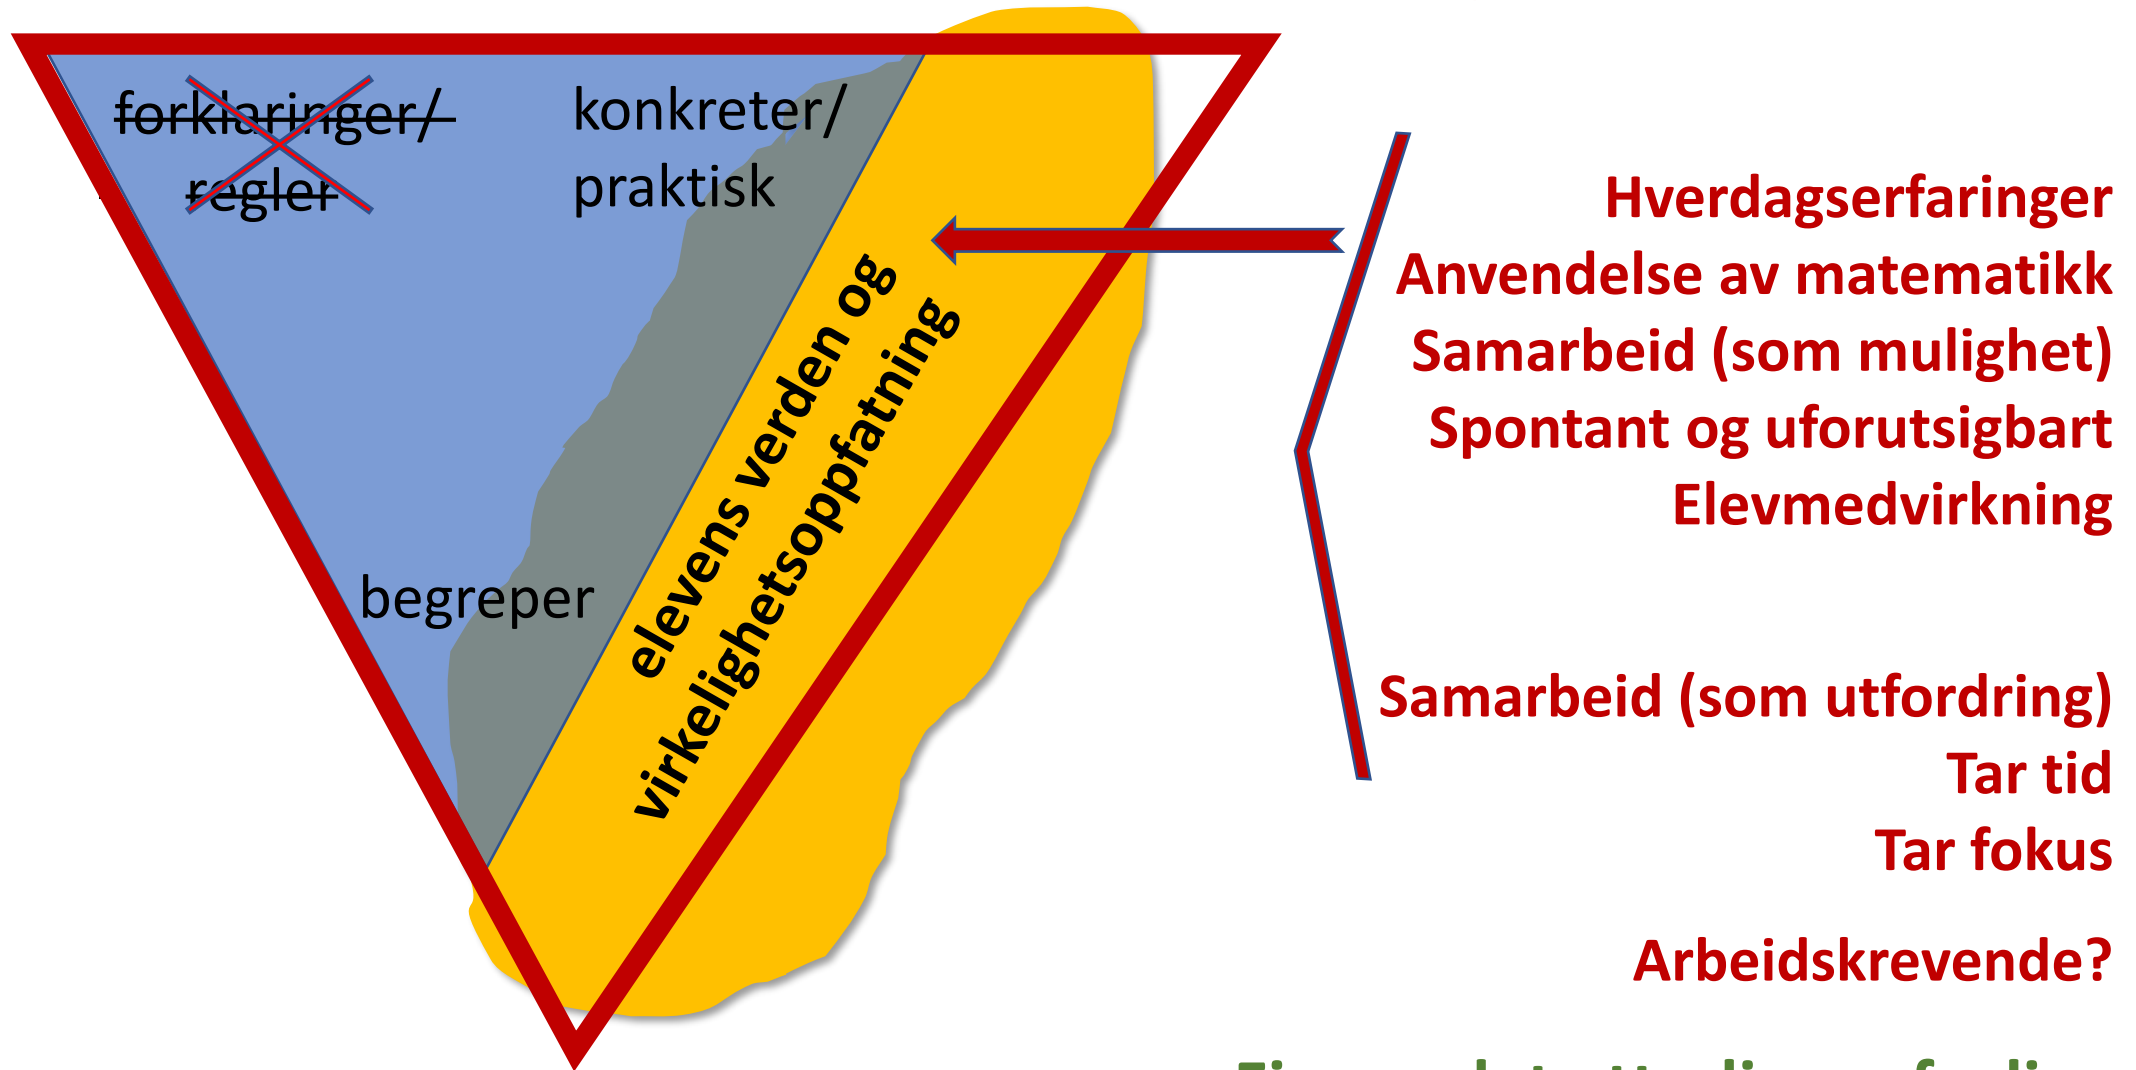 forklaringer/
regler
konkreter/
praktisk
begreper
elevens verden og
virkelighetsoppfatning
Hverdagserfaringer
Anvendelse av matematikk
Samarbeid (som mulighet)
Spontant og uforutsigbart
Elevmedvirkning
Samarbeid (som utfordring)
Tar tid
Tar fokus
Arbeidskrevende?